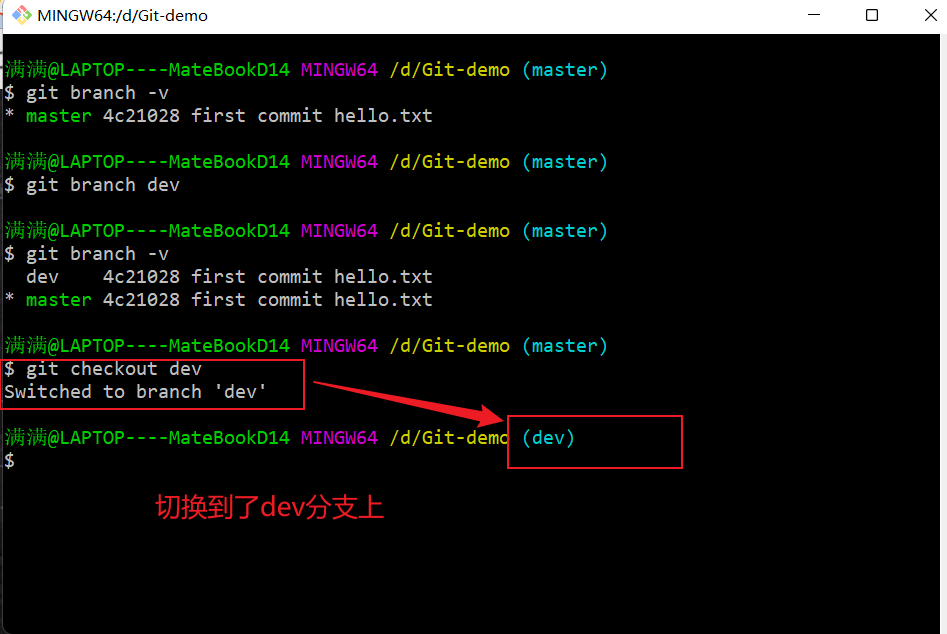 MINGW64:/d/Git-demo
满满@LAPTOP----MateBookD14 MINGW64 /d/Git-demo (master)
$ git branch -v
* master 4c21028 first commit hello.txt
满满@LAPTOP----MateBookD14 MINGW64 /d/Git-demo (master)
$ git branch dev
满满@LAPTOP----MateBookD14 MINGW64 /d/Git-demo (master)
$ git branch -v
  dev    4c21028 first commit hello.txt
* master 4c21028 first commit hello.txt
满满@LAPTOP----MateBookD14 MINGW64 /d/Git-demo (master)
$ git checkout dev
Switched to branch 'dev'
满满@LAPTOP----MateBookD14 MINGW64 /d/Git-demo (dev)
$
切换到了dev分支上